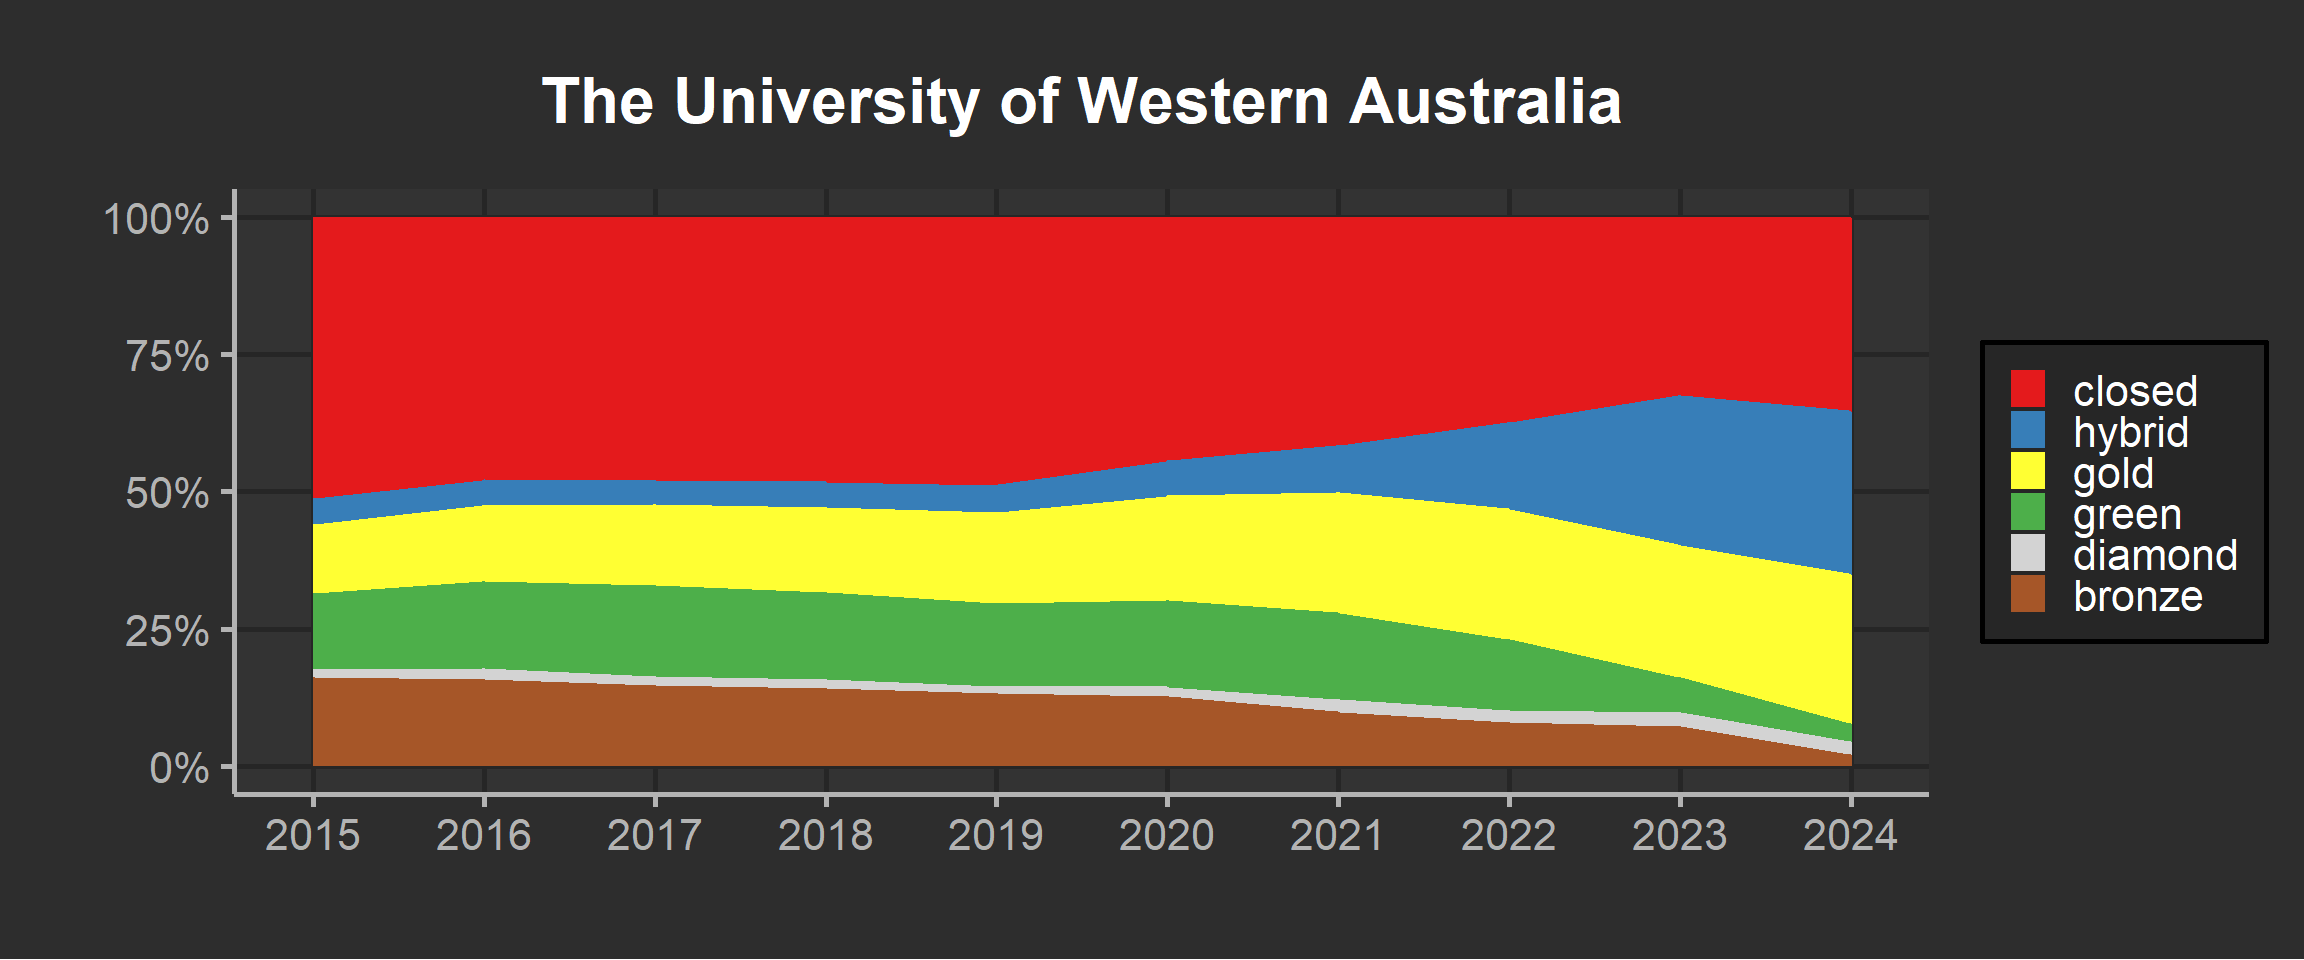 The University of Western Australia
100%
75%
50%
25%
0%
2015 2016 2017 2018 2019 2020 2021 2022 2023 2024
closed
hybrid
gold
green
diamond
bronze